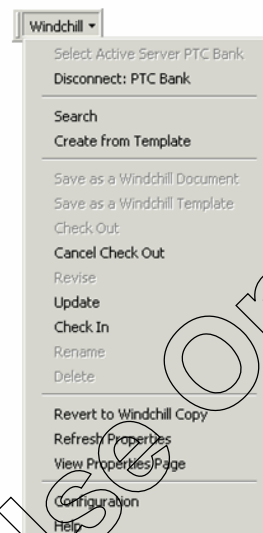 Windchill
Select Active Server PTC Bank
Disconnect: PTC Bank
Search
Create from Template
Save as a Windchill Document
Save as a Windchill Template
Check Out
Cancel Check Out
Revise
Update
Check In
Rename
Delete
Revert to Windchill Copy
Refresh Properties
View Properties Page
Configuration
Help